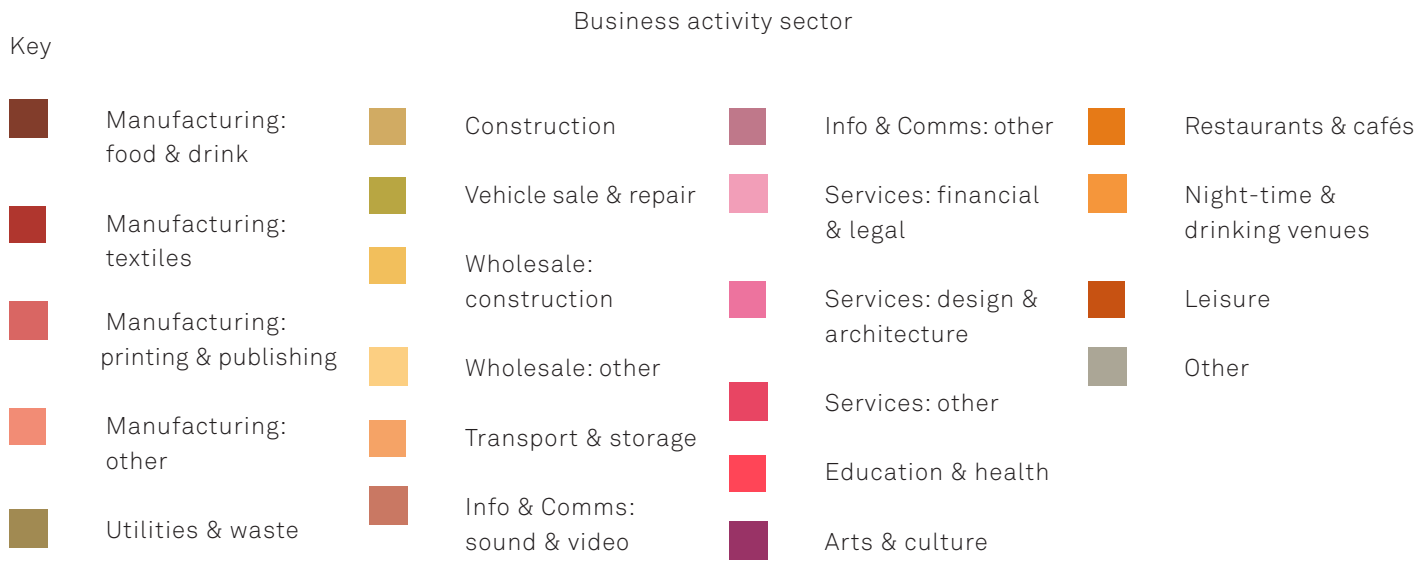 Business activity sector
Key
Manufacturing:
food & drink
Manufacturing:
textiles
Manufacturing:
printing & publishing
Manufacturing:
other
Utilities & waste
Construction
Vehicle sale & repair
Wholesale:
construction
Wholesale: other
Transport & storage
Info & Comms:
sound & video
Info & Comms: other
Services: financial
& legal
Services: design &
architecture
Services: other
Education & health
Arts & culture
Restaurants & cafés
Night-time &
drinking venues
Leisure
Other